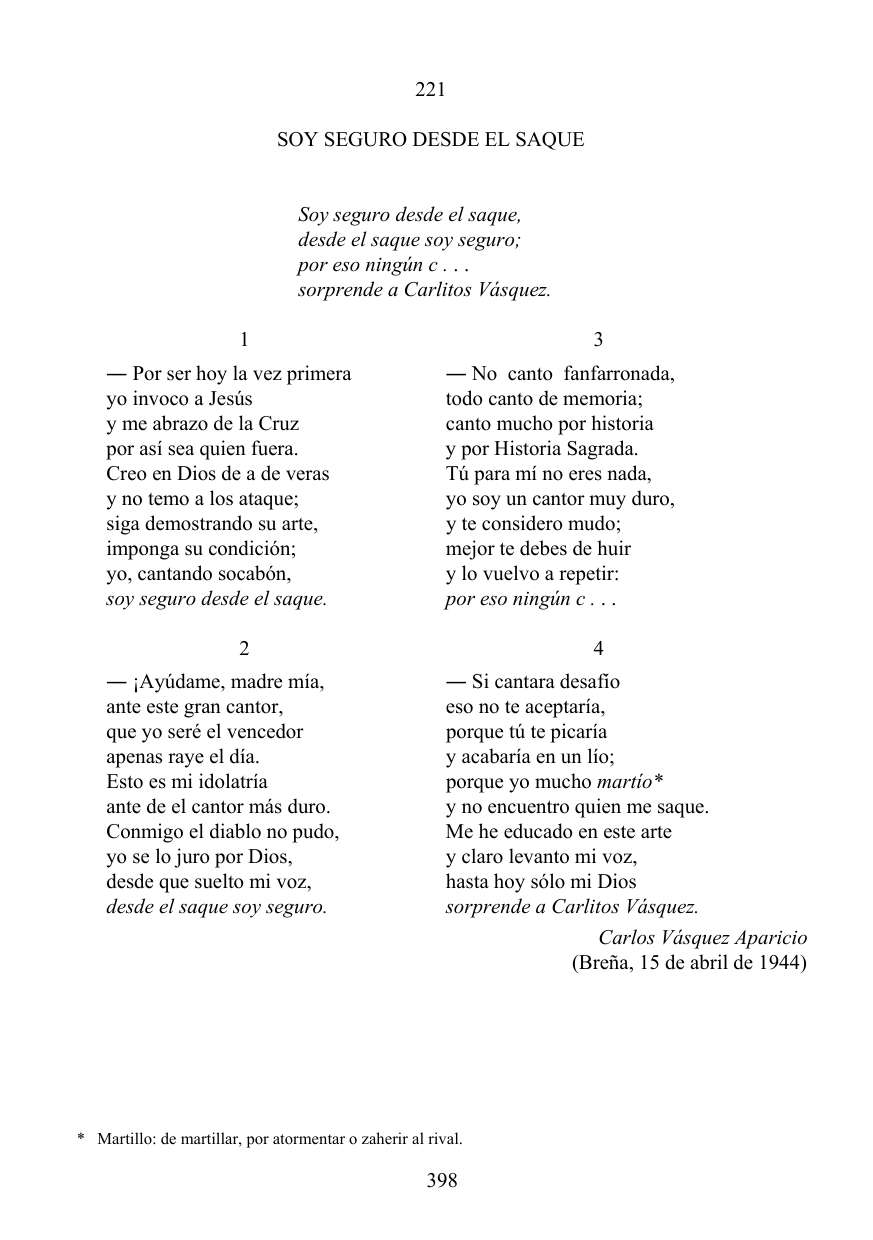 221
SOY SEGURO DESDE EL SAQUE
Soy seguro desde el saque,
desde el saque soy seguro;
por eso ningún c . . .
sorprende a Carlitos Vásquez.
1
— Por ser hoy la vez primera
yo invoco a Jesús
y me abrazo de la Cruz
por así sea quien fuera.
Creo en Dios de a de veras
y no temo a los ataque;
siga demostrando su arte,
imponga su condición;
yo, cantando socabón,
soy seguro desde el saque.
2
— ¡Ayúdame, madre mía,
ante este gran cantor,
que yo seré el vencedor
apenas raye el día.
Esto es mi idolatría
ante de el cantor más duro.
Conmigo el diablo no pudo,
yo se lo juro por Dios,
desde que suelto mi voz,
desde el saque soy seguro.
3
— No canto fanfarronada,
todo canto de memoria;
canto mucho por historia
y por Historia Sagrada.
Tú para mí no eres nada,
yo soy un cantor muy duro,
y te considero mudo;
mejor te debes de huir
y lo vuelvo a repetir:
por eso ningún c . . .
4
— Si cantara desafío
eso no te aceptaría,
porque tú te picaría
y acabaría en un lío;
porque yo mucho martío*
y no encuentro quien me saque.
Me he educado en este arte
y claro levanto mi voz,
hasta hoy sólo mi Dios
sorprende a Carlitos Vásquez.
Carlos Vásquez Aparicio
(Breña, 15 de abril de 1944)
* Martillo: de martillar, por atormentar o zaherir al rival.
398